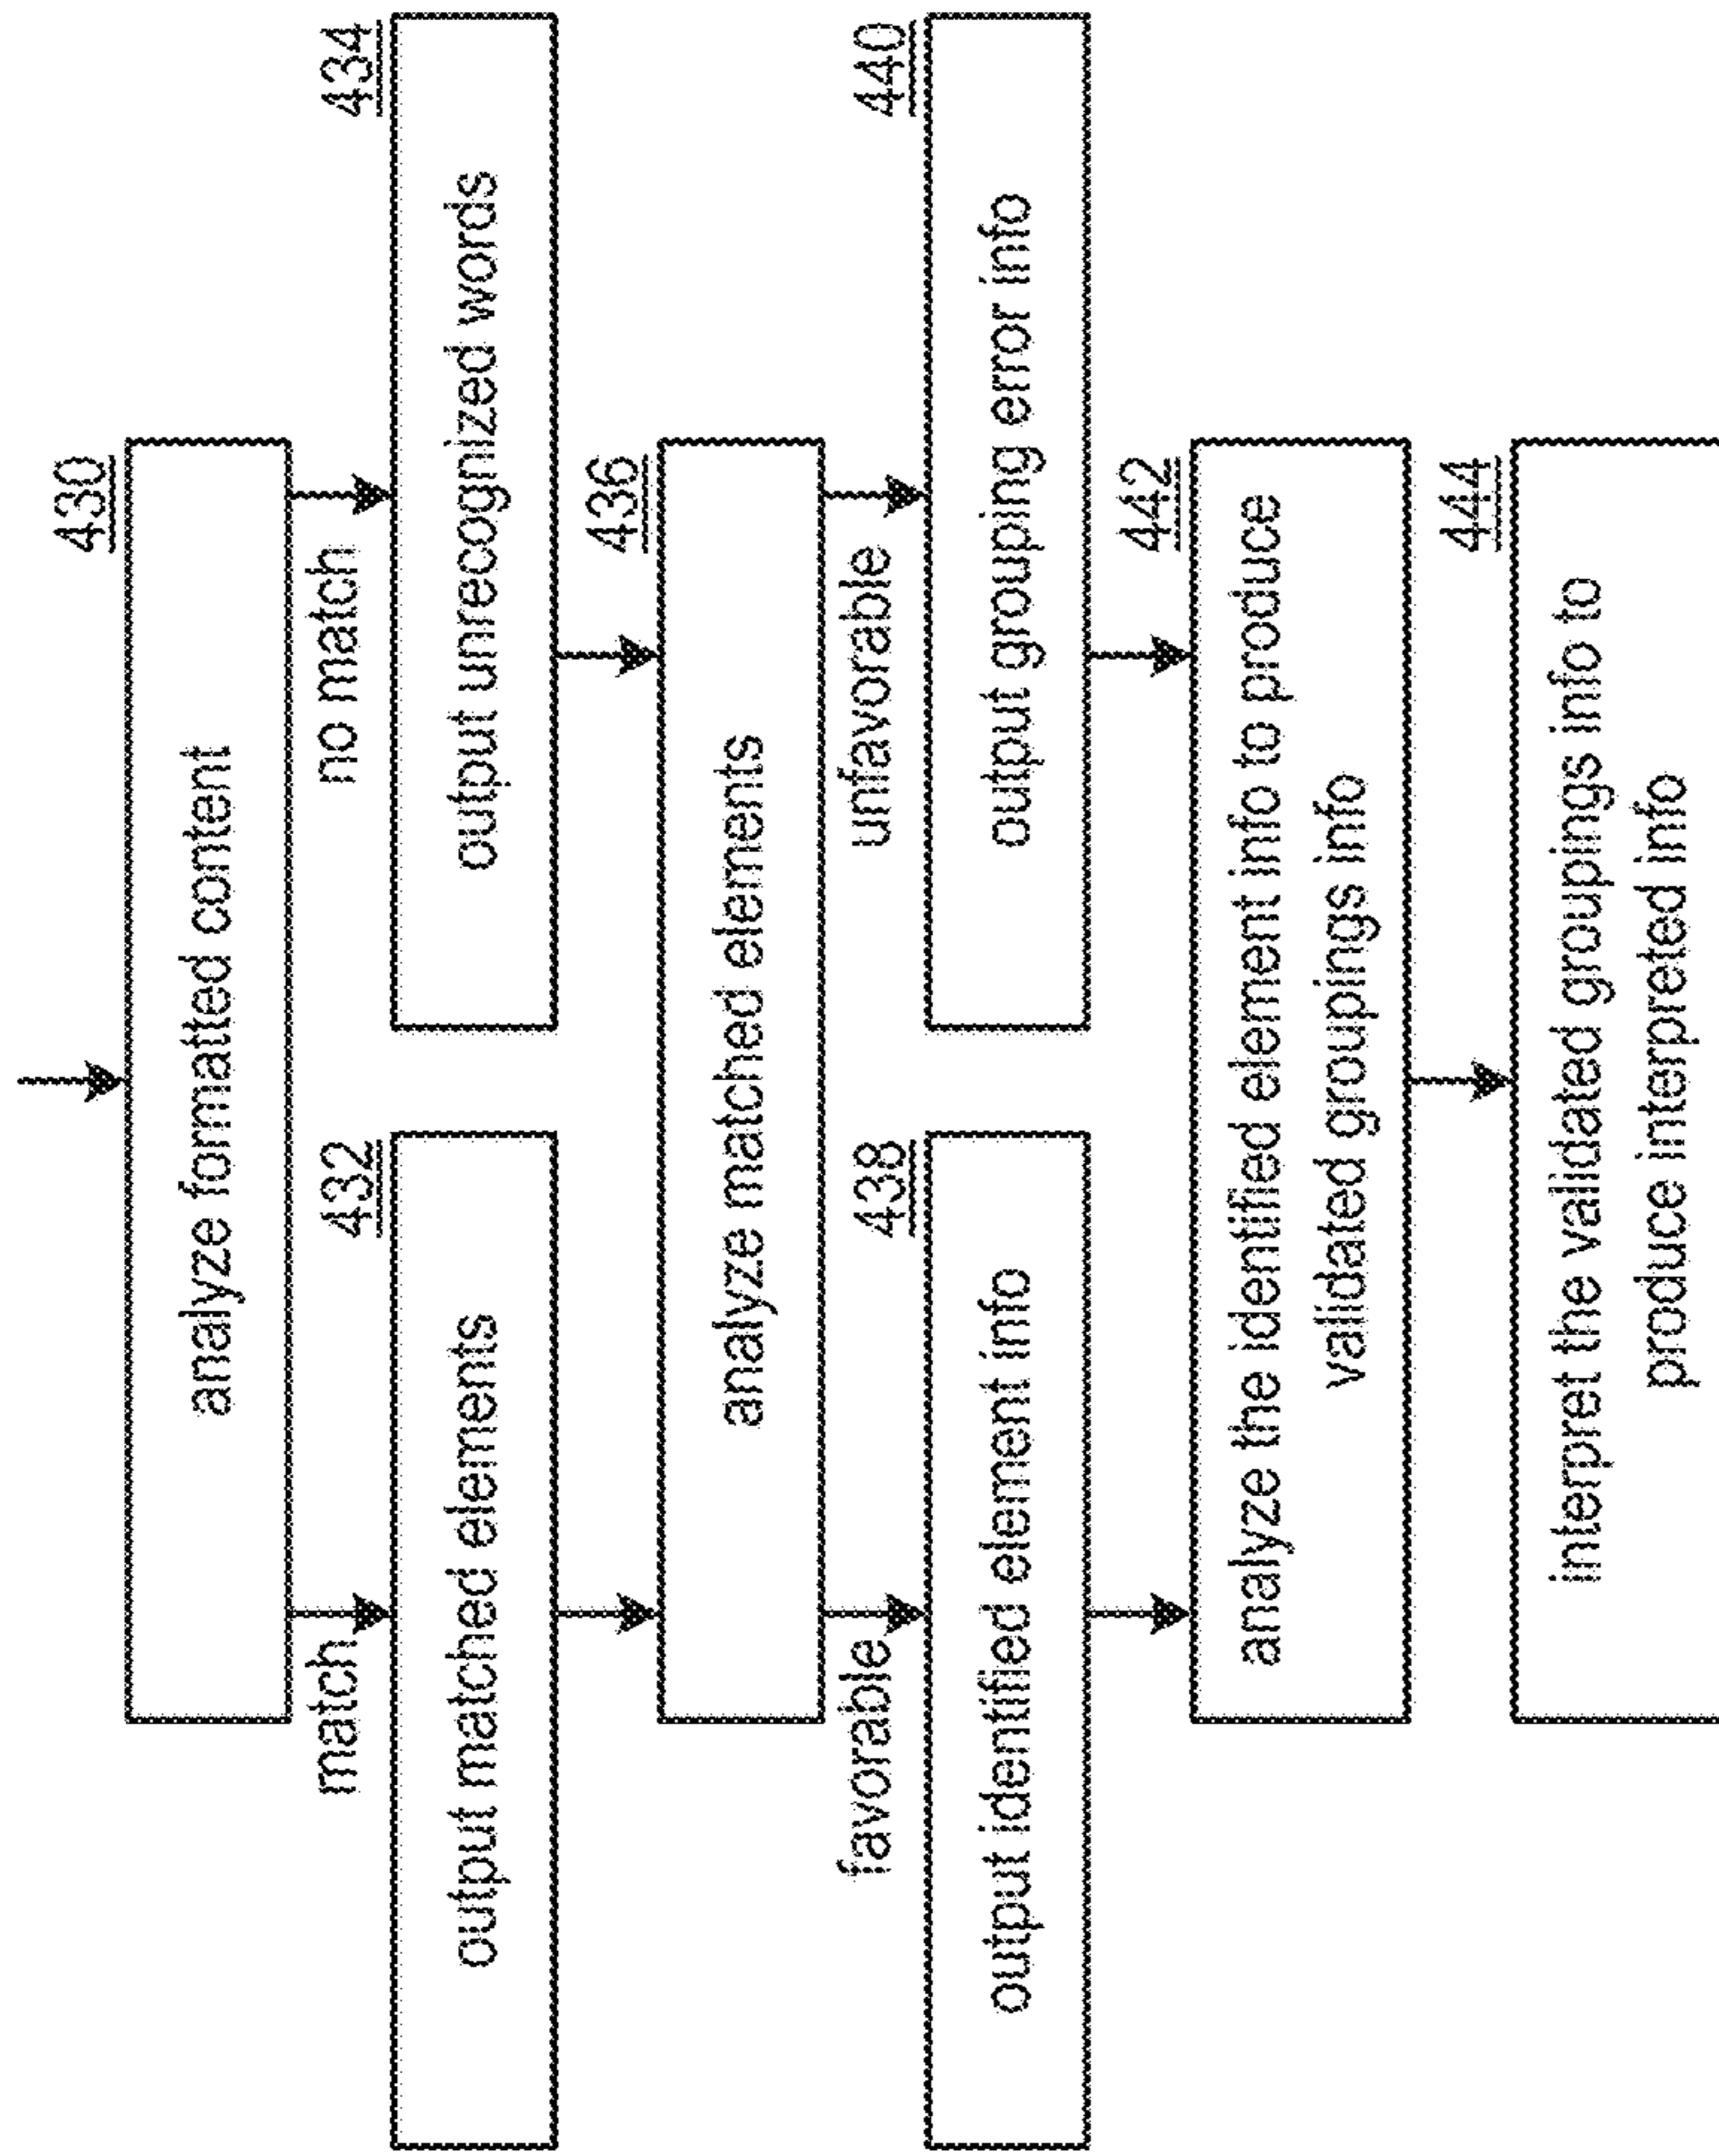 430
analyze formatted content
match
no match
432
434
output matched elements
output unrecognized words
436
analyze matched elements
favorable
unfavorable
438
440
output identified element info
output grouping error info
442
analyze the identified element info to produce
validated groupings info
444
interpret the validated groupings info to
produce interpreted info